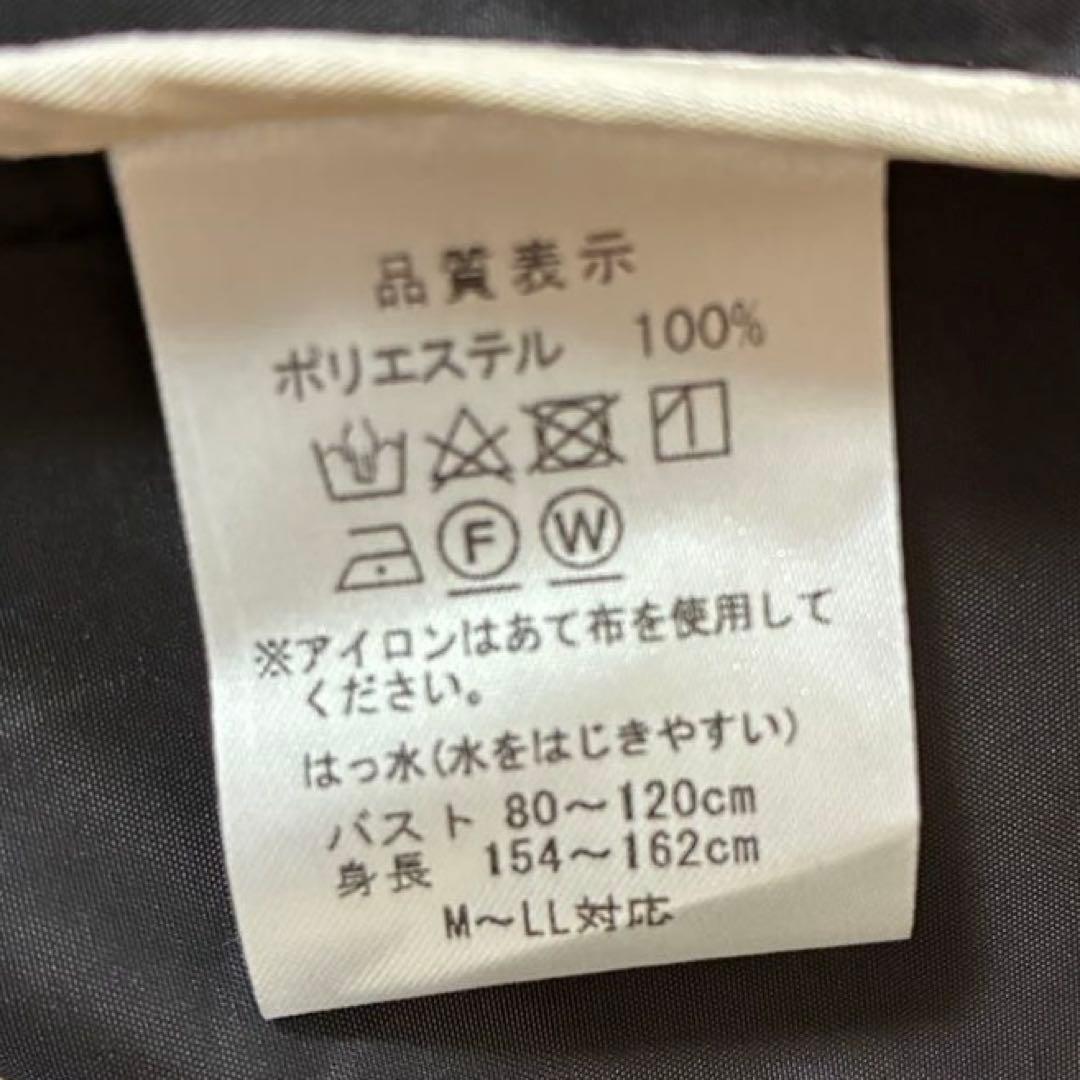 品質表示
ポリエステル 100%
F W
※アイロンはあて布を使用して
ください。
はっ水(水をはじきやすい)
バスト 80～120cm
身長 154～162cm
M～LL対応